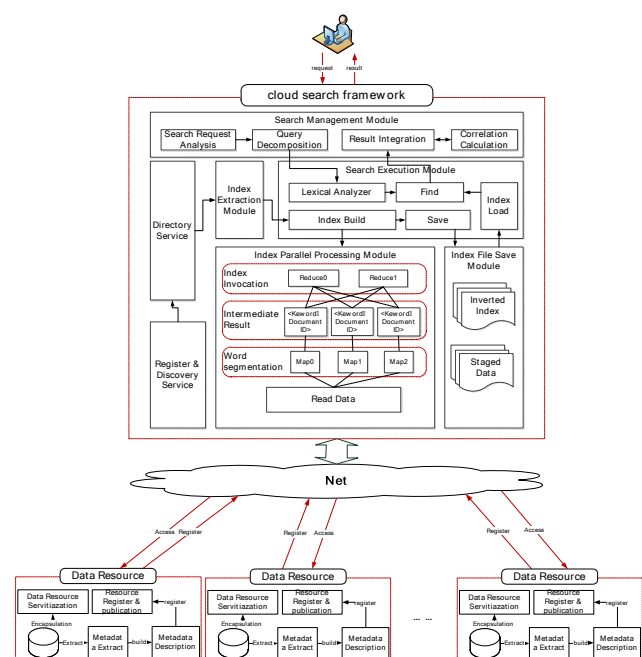 request
result
cloud search framework
Search Management Module
Search Request
Analysis
Query
Decomposition
Result Integration
Correlation
Calculation
Search Execution Module
Lexical Analyzer
Find
Index
Load
Index Build
Save
Index
Extraction
Module
Directory
Service
Register &
Discovery
Service
Index Parallel Processing Module
Index
Invocation
Reduce0
Reduce1
Intermediate
Result
<KewordI
Document
ID>
<KewordI
Document
ID>
<KewordI
Document
ID>
Word
segmentation
Map0
Map1
Map2
Read Data
Index File Save
Module
Inverted
Index
Staged
Data
Net
Access
Register
Register
Access
Register
Access
Data Resource
Data Resource
Servitiazation
Resource
Register &
publication
register
Encapsulation
Extract
Metadat
a Extract
build
Metadata
Description
Data Resource
Data Resource
Servitiazation
Resource
Register &
publication
register
Encapsulation
Extract
Metadat
a Extract
build
Metadata
Description
... ...
Data Resource
Data Resource
Servitiazation
Resource
Register &
publication
register
Encapsulation
Extract
Metadat
a Extract
build
Metadata
Description